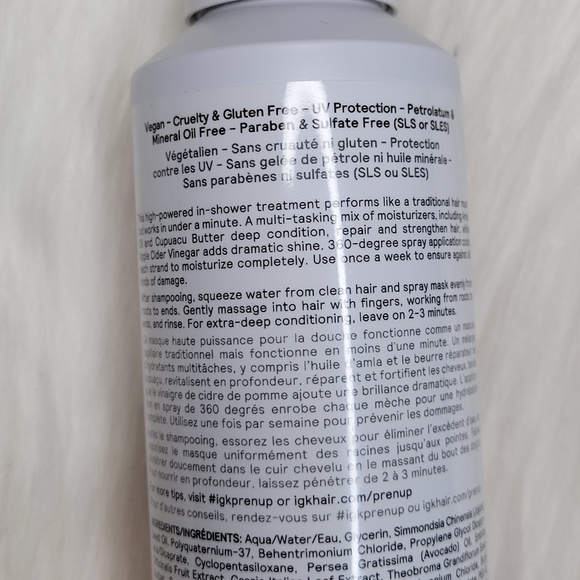 Vegan - Cruelty & Gluten Free - UV Protection - Petrolatum &
Mineral Oil Free - Paraben & Sulfate Free (SLS or SLES)
Végétalien - Sans cruauté ni gluten - Protection
contre les UV - Sans gelée de pétrole ni huile minérale -
Sans parabènes ni sulfates (SLS ou SLES)
high-powered in-shower treatment performs like a traditional hair
works in under a minute. A multi-tasking mix of moisturizers, including
and Cupuacu Butter deep condition, repair and strengthen hair,
Cider Vinegar adds dramatic shine. 360-degree spray application
each strand to moisturize completely. Use once a week to ensure against
of damage.
shampooing, squeeze water from clean hair and spray mask evenly from
to ends. Gently massage into hair with fingers, working from roots to
and rinse. For extra-deep conditioning, leave on 2-3 minutes.
masque haute puissance pour la douche fonctionne comme un
traditionnel mais fonctionne en moins d'une minute. Un
multitâches, y compris l'huile d'amla et le beurre
revitalisent en profondeur, réparent et fortifient les cheveux,
le vinaigre de cidre de pomme ajoute une brillance dramatique.
en spray de 360 degrés enrobe chaque mèche pour une
Utilisez une fois par semaine pour prévenir les dommages.
le shampooing, essorez les cheveux pour éliminer l'excédent
le masque uniformément des racines jusqu'aux pointes.
doucement dans le cuir chevelu en le massant du bout des
nourrir en profondeur, laissez pénétrer de 2 à 3 minutes.
more tips, visit #igkprenup or igkhair.com/prenup
d'autres conseils, rendez-vous sur #igkprenup ou igkhair.com/prenup
INGREDIENTS/INGRÉDIENTS: Aqua/Water/Eau, Glycerin, Simmondsia Chinensis
Oil, Polyquaternium-37, Behentrimonium Chloride, Propylene Glycol
Cyclopentasiloxane, Persea Gratissima (Avocado) Oil,
Fruit Extract, Leaf Extract, Theobroma Grandiflorum